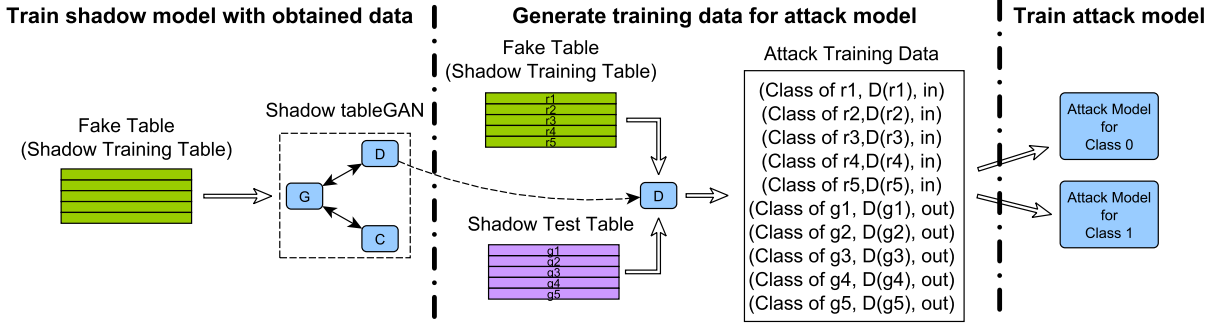 Train shadow model with obtained data
Generate training data for attack model
Train attack model
Fake Table
(Shadow Training Table)
Shadow tableGAN
D
G
C
Fake Table
(Shadow Training Table)
r1
r2
r3
r4
r5
D
Shadow Test Table
g1
g2
g3
g4
g5
Attack Training Data
(Class of r1, D(r1), in)
(Class of r2,D(r2), in)
(Class of r3,D(r3), in)
(Class of r4,D(r4), in)
(Class of r5,D(r5), in)
(Class of g1, D(g1), out)
(Class of g2, D(g2), out)
(Class of g3, D(g3), out)
(Class of g4, D(g4), out)
(Class of g5, D(g5), out)
Attack Model
for
Class 0
Attack Model
for
Class 1